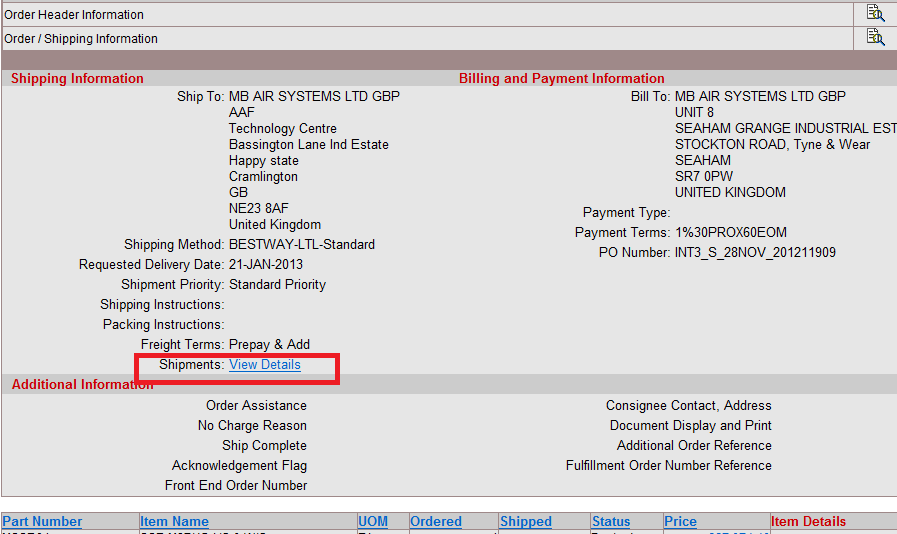 Order Header Information
Order / Shipping Information
Shipping Information
Ship To: MB AIR SYSTEMS LTD GBP
AAF
Technology Centre
Bassington Lane Ind Estate
Happy state
Cramlington
GB
NE23 8AF
United Kingdom
Shipping Method: BESTWAY-LTL-Standard
Requested Delivery Date: 21-JAN-2013
Shipment Priority: Standard Priority
Shipping Instructions:
Packing Instructions:
Freight Terms: Prepay & Add
Shipments: View Details
Billing and Payment Information
Bill To: MB AIR SYSTEMS LTD GBP
UNIT 8
SEAHAM GRANGE INDUSTRIAL EST
STOCKTON ROAD, Tyne & Wear
SEAHAM
SR7 0PW
UNITED KINGDOM
Payment Type:
Payment Terms: 1%30PROX60EOM
PO Number: INT3_S_28NOV_201211909
Additional Information
Order Assistance
No Charge Reason
Ship Complete
Acknowledgement Flag
Front End Order Number
Consignee Contact, Address
Document Display and Print
Additional Order Reference
Fulfillment Order Number Reference
Part Number Item Name UOM Ordered Shipped Status Price Item Details